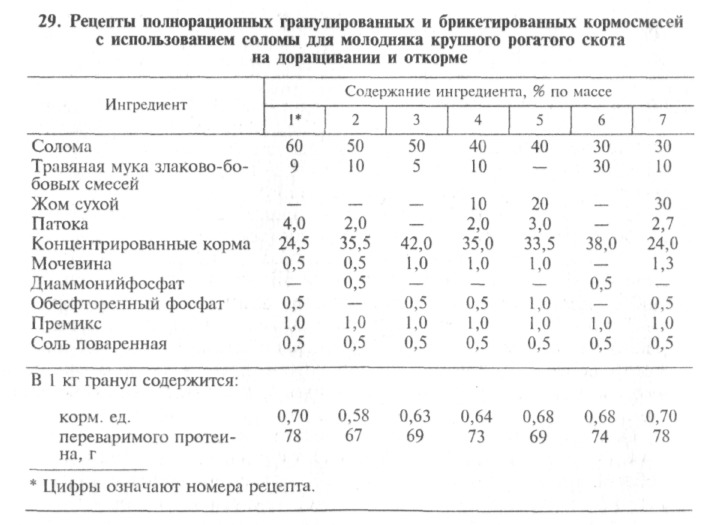 29. Рецепты полнорационных гранулированных и брикетированных кормосмесей
с использованием соломы для молодняка крупного рогатого скота
на доращивании и откорме
Ингредиент
Содержание ингредиента, % по массе
1* 2 3 4 5 6 7
Солома 60 50 50 40 40 30 30
Травяная мука злаково-бо- 9 10 5 10 — 30 10
бовых смесей
Жом сухой — — — 10 20 — 30
Патока 4,0 2,0 — 2,0 3,0 — 2,7
Концентрированные корма 24,5 35,5 42,0 35,0 33,5 38,0 24,0
Мочевина 0,5 0,5 1,0 1,0 1,0 — 1,3
Диаммонийфосфат — 0,5 — — — 0,5 —
Обесфторенный фосфат 0,5 — 0,5 0,5 1,0 — 0,5
Премикс 1,0 1,0 1,0 1,0 1,0 1,0 1,0
Соль поваренная 0,5 0,5 0,5 0,5 0,5 0,5 0,5
В 1 кг гранул содержится:
корм. ед. 0,70 0,58 0,63 0,64 0,68 0,68 0,70
переваримого протеи- 78 67 69 73 69 74 78
на, г
* Цифры означают номера рецепта.